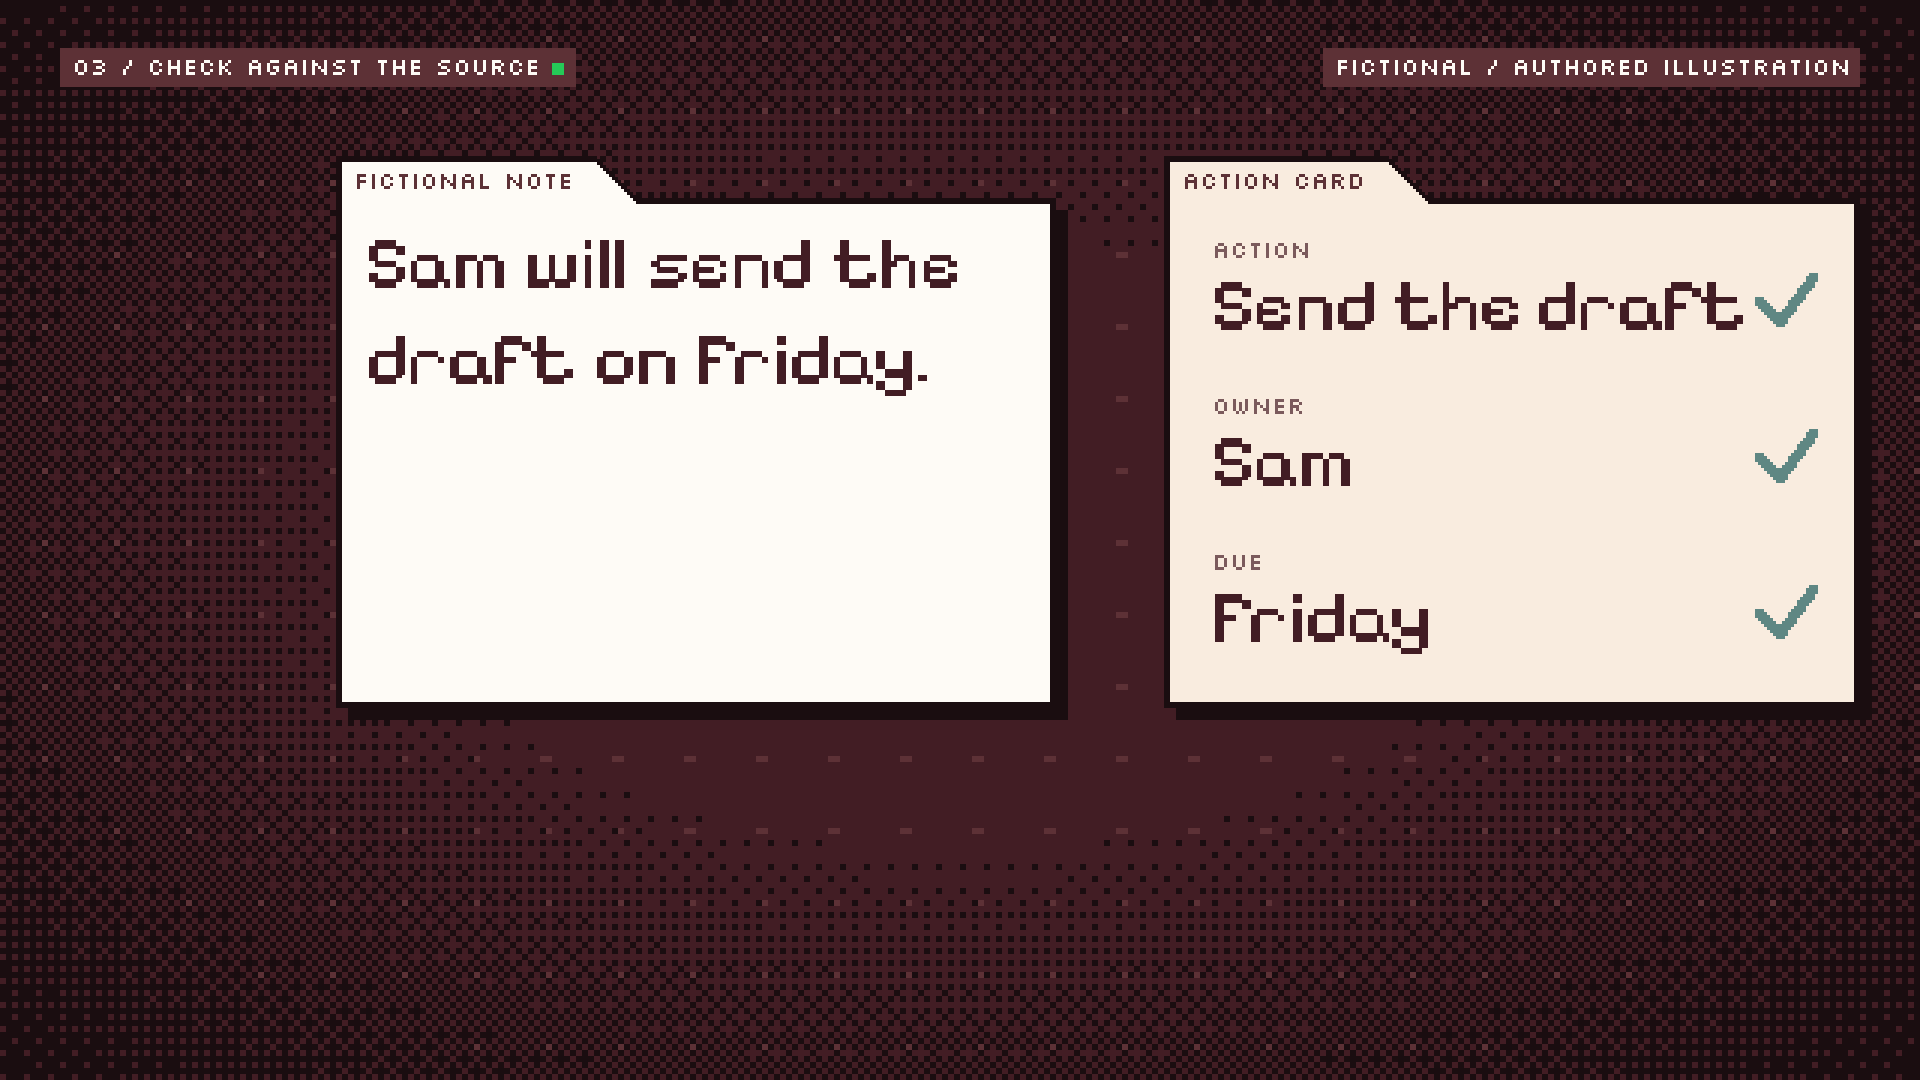 03 / CHECK AGAINST THE SOURCE
FICTIONAL / AUTHORED ILLUSTRATION
FICTIONAL NOTE
Sam will send the
draft on Friday.
ACTION CARD
ACTION
Send the draft
OWNER
Sam
DUE
Friday